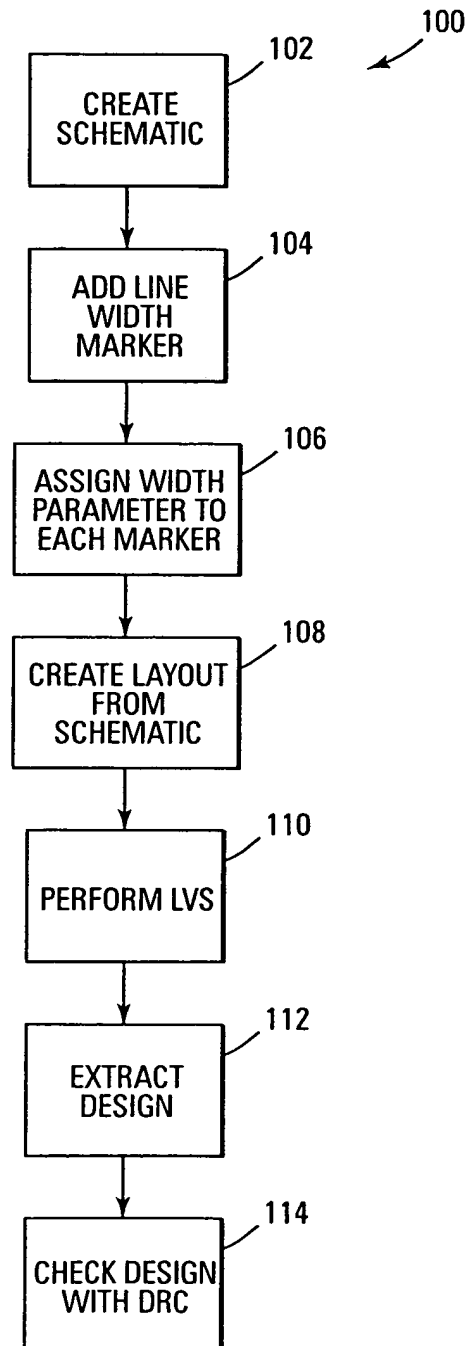 100
102
CREATE
SCHEMATIC
104
ADD LINE
WIDTH
MARKER
106
ASSIGN WIDTH
PARAMETER TO
EACH MARKER
108
CREATE LAYOUT
FROM
SCHEMATIC
110
PERFORM LVS
112
EXTRACT
DESIGN
114
CHECK DESIGN
WITH DRC